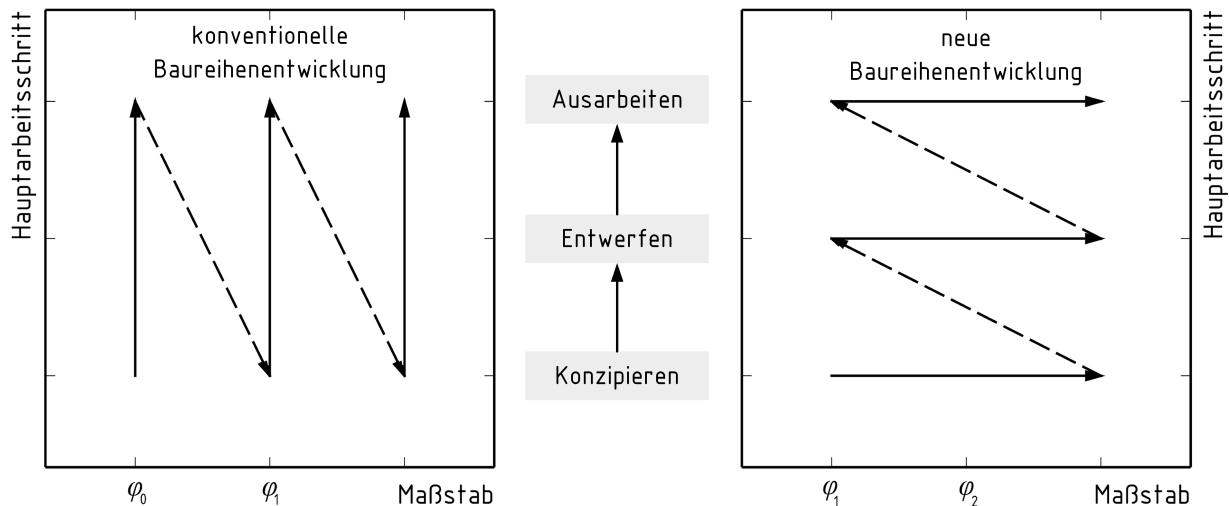 Hauptarbeitsschritt
konventionelle
Baureihenentwicklung
φ₀
φ₁
Maßstab
Ausarbeiten
Entwerfen
Konzipieren
neue
Baureihenentwicklung
φ₁
φ₂
Maßstab
Hauptarbeitsschritt